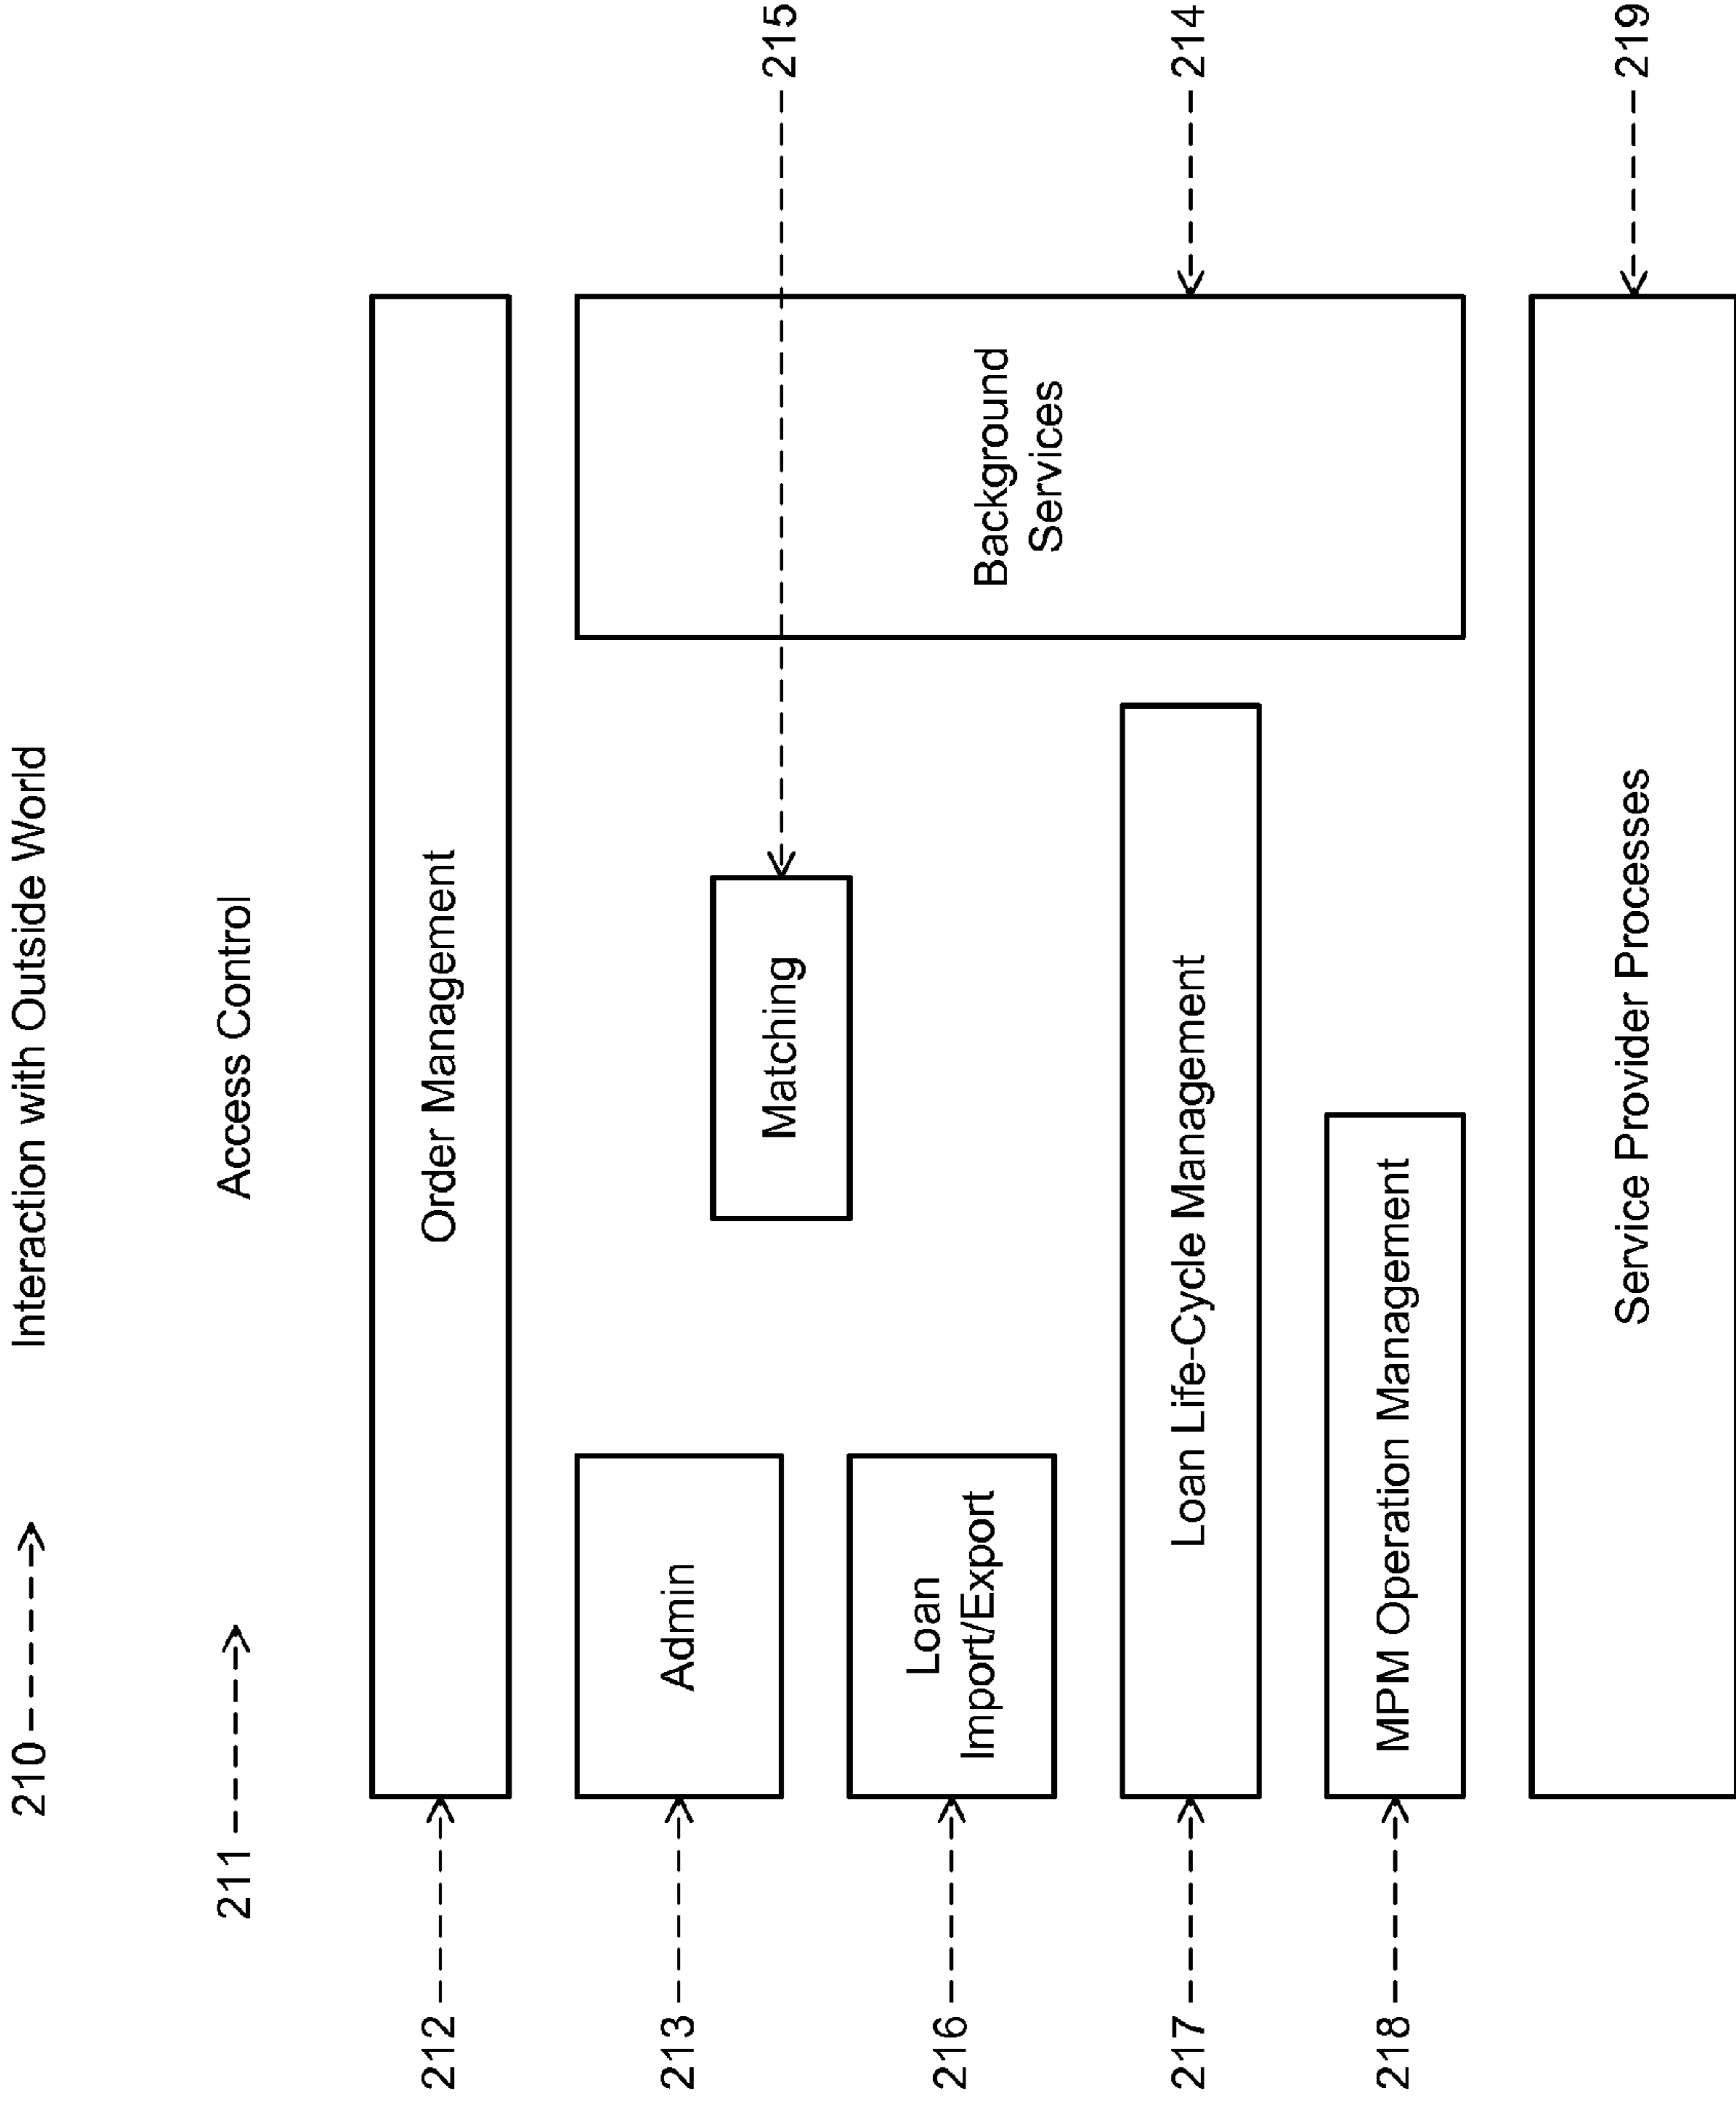 210
Interaction with Outside World
211
Access Control
212
Order Management
213
Admin
Matching
215
216
Loan
Import/Export
Background
Services
214
217
Loan Life-Cycle Management
218
MPM Operation Management
Service Provider Processes
219